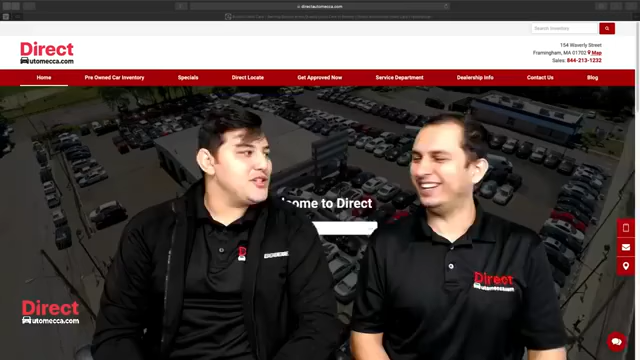 directautomecca.com
Search Inventory
Direct
utomecca.com
154 Waverly Street
Framingham, MA 01702 Map
Sales: 844-213-1232
Home Pre Owned Car Inventory Specials Direct Locate Get Approved Now Service Department Dealership Info Contact Us Blog
lcome to Direct
Direct
utomecca.com
Direct
utomecca.com